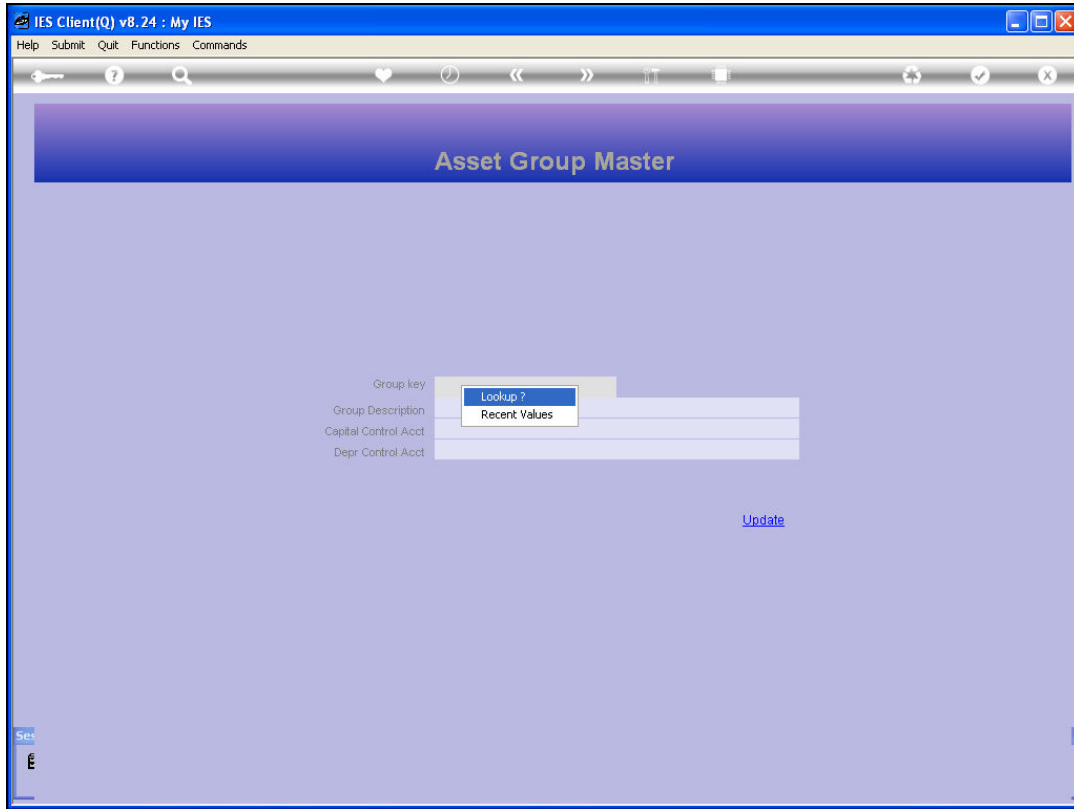 IES Client(Q) v8.24 : My IES
Help Submit Quit Functions Commands
Asset Group Master
Group key
Lookup ?
Recent Values
Group Description
Capital Control Acct
Depr Control Acct
Update
Ses